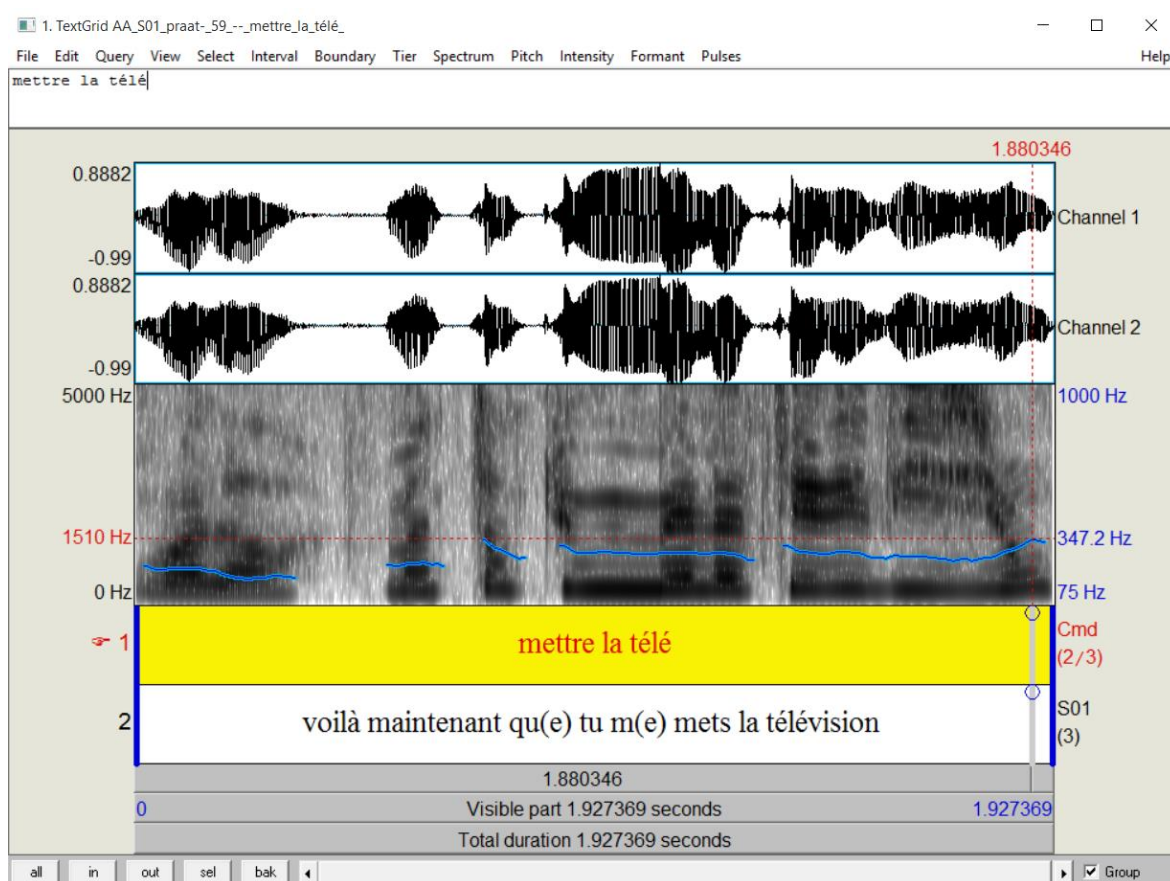 1. TextGrid AA_S01_praat-_59_--_mettre_la_télé_
File Edit Query View Select Interval Boundary Tier Spectrum Pitch Intensity Formant Pulses Help
mettre la télé
1.880346
0.8882
-0.99
Channel 1
0.8882
-0.99
Channel 2
5000 Hz 1000 Hz
1510 Hz 347.2 Hz
0 Hz 75 Hz
1 mettre la télé Cmd
(2/3)
2 voilà maintenant qu(e) tu m(e) mets la télévision S01
(3)
1.880346
0 Visible part 1.927369 seconds 1.927369
Total duration 1.927369 seconds
all in out sel bak Group